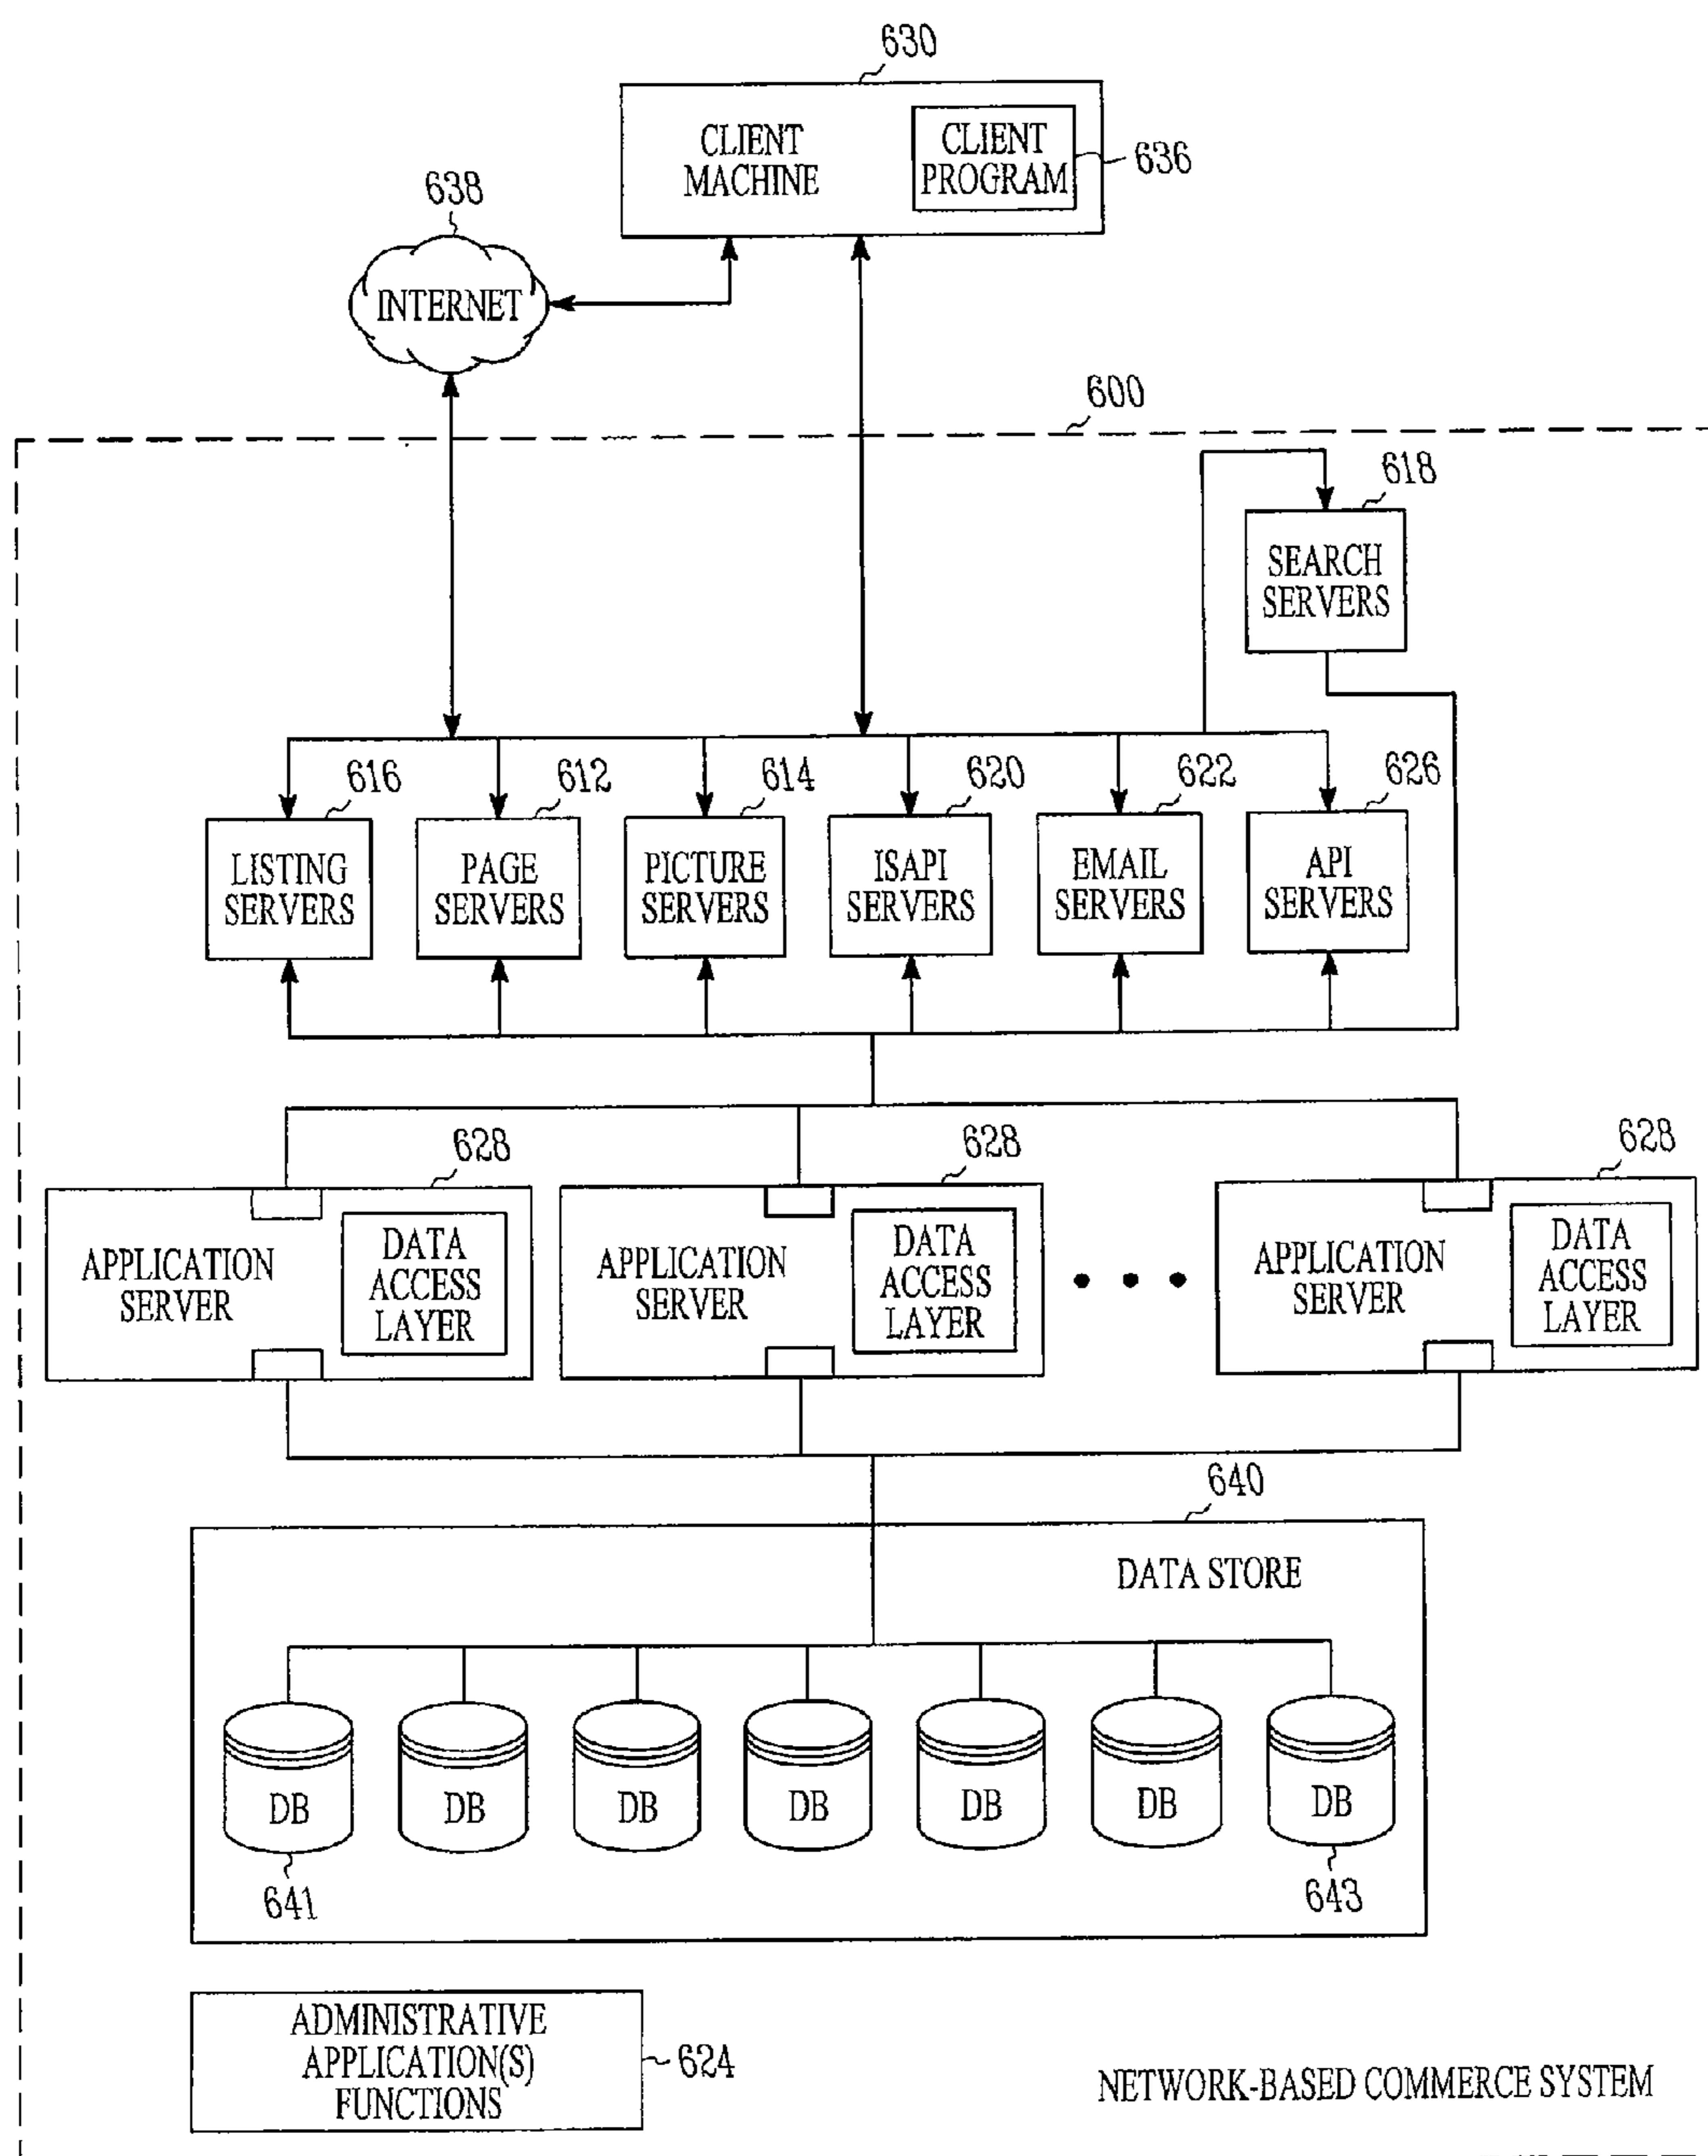 630
CLIENT
MACHINE
CLIENT
PROGRAM
636
638
INTERNET
600
618
SEARCH
SERVERS
616
612
614
620
622
626
LISTING
SERVERS
PAGE
SERVERS
PICTURE
SERVERS
ISAPI
SERVERS
EMAIL
SERVERS
API
SERVERS
628
628
628
APPLICATION
SERVER
DATA
ACCESS
LAYER
APPLICATION
SERVER
DATA
ACCESS
LAYER
APPLICATION
SERVER
DATA
ACCESS
LAYER
640
DATA STORE
DB
DB
DB
DB
DB
DB
DB
641
643
ADMINISTRATIVE
APPLICATION(S)
FUNCTIONS
624
NETWORK-BASED COMMERCE SYSTEM